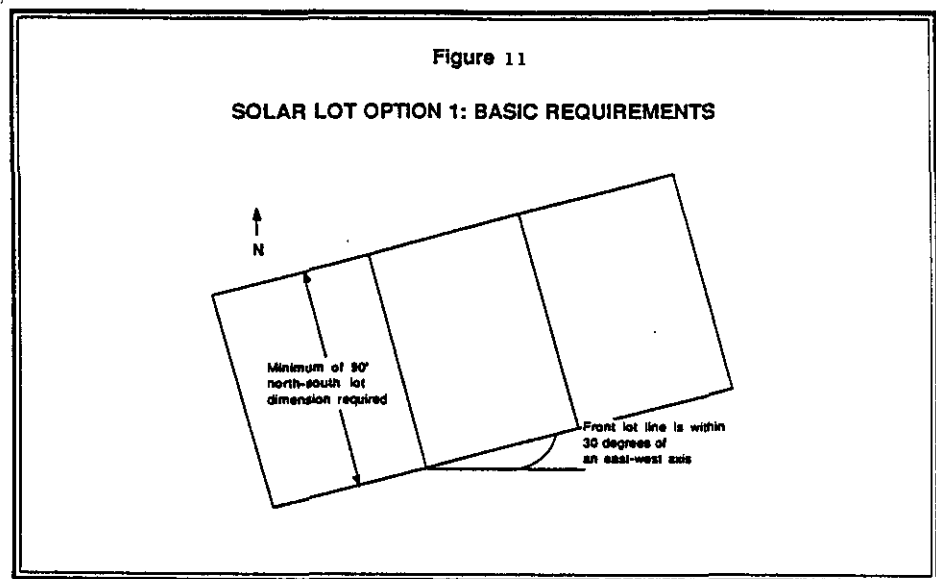 Figure 11
SOLAR LOT OPTION 1: BASIC REQUIREMENTS
N
Minimum of 90'
north-south lot
dimension required
Front lot line is within
30 degrees of
an east-west axis